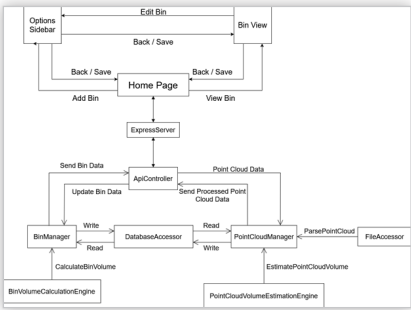 Edit Bin
Options
Sidebar
Bin View
Back / Save
Back / Save
Back / Save
Home Page
Add Bin
View Bin
ExpressServer
Send Bin Data
ApiController
Point Cloud Data
Update Bin Data
Send Processed Point
Cloud Data
Write
Read
BinManager
DatabaseAccessor
PointCloudManager
ParsePointCloud
FileAccessor
Read
Write
CalculateBinVolume
EstimatePointCloudVolume
BinVolumeCalculationEngine
PointCloudVolumeEstimationEngine